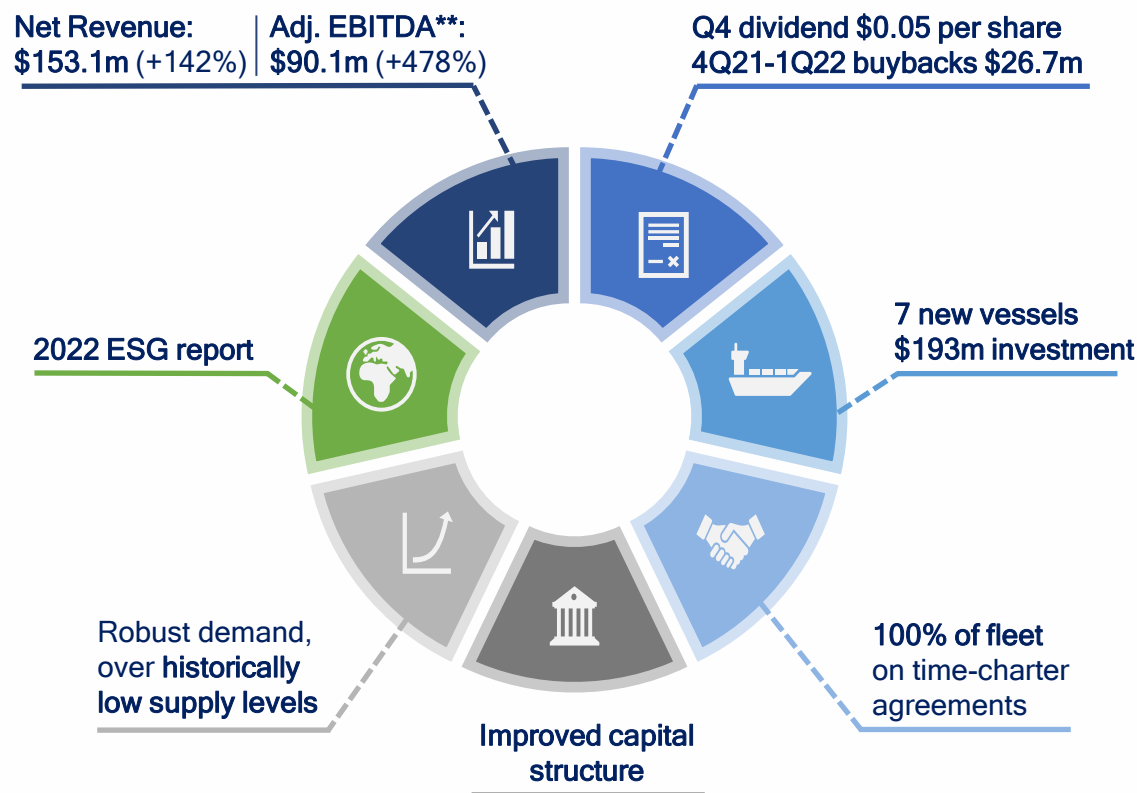 Net Revenue:
$153.1m (+142%)
Adj. EBITDA**:
$90.1m (+478%)
Q4 dividend $0.05 per share
4Q21-1Q22 buybacks $26.7m
2022 ESG report
7 new vessels
$193m investment
Robust demand,
over historically
low supply levels
100% of fleet
on time-charter
agreements
Improved capital
structure